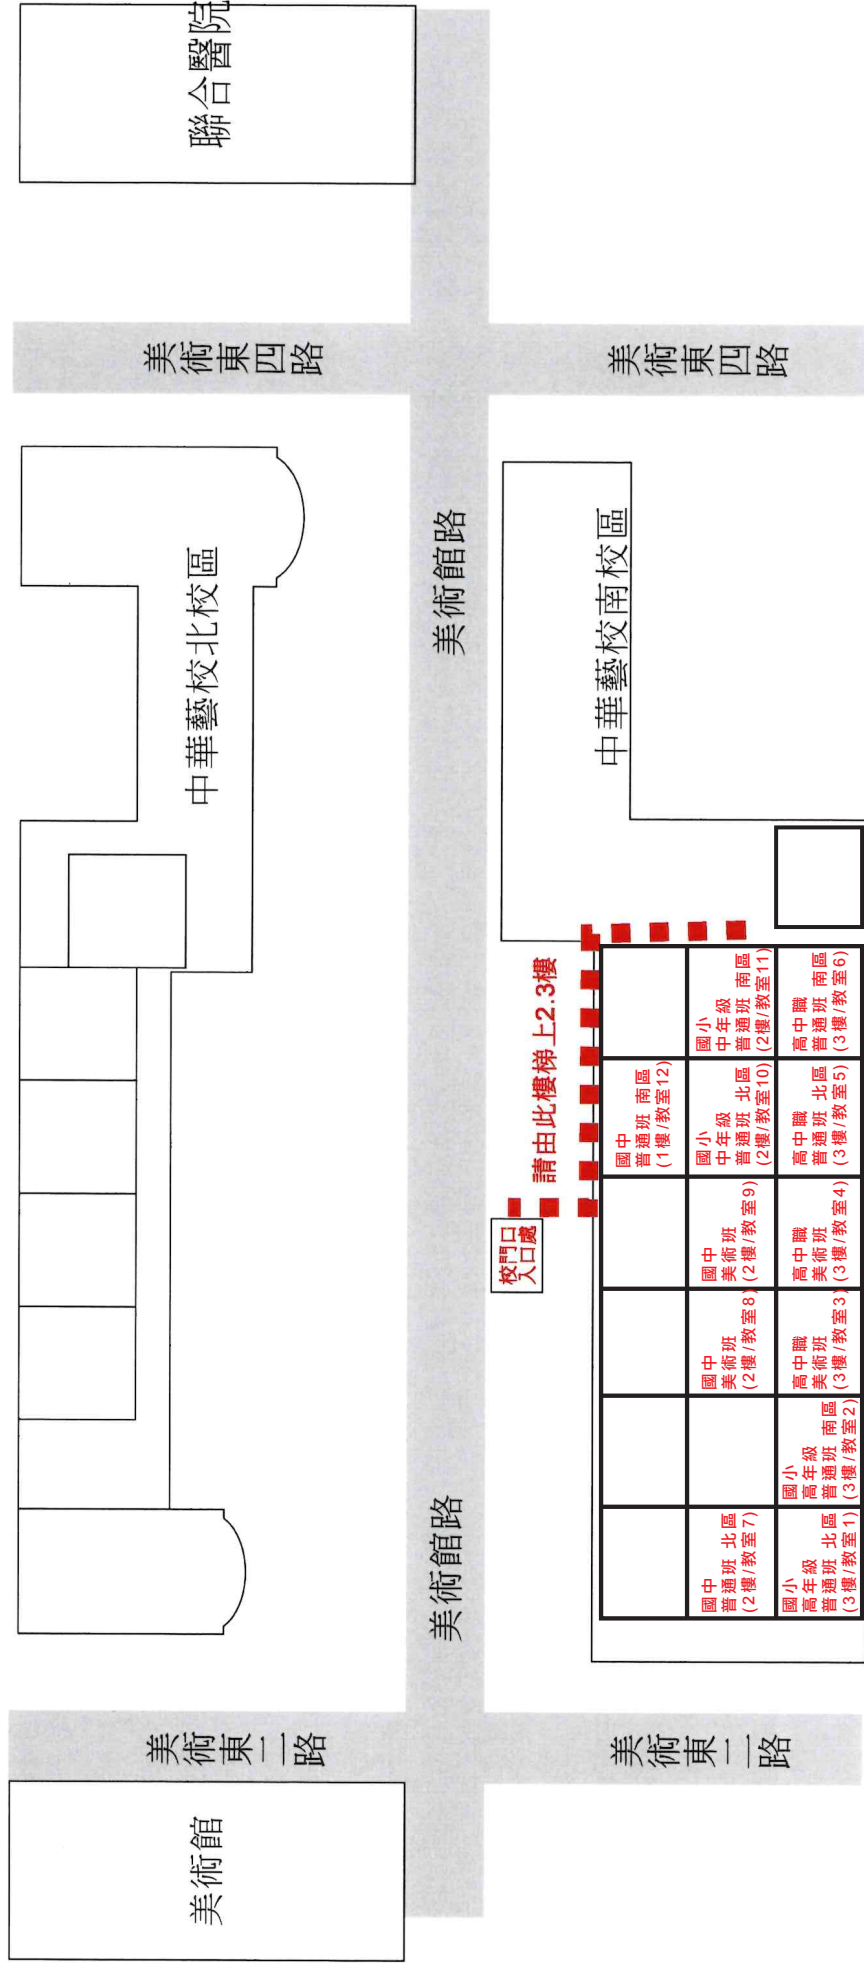 美術館
美術東二路
中華藝校北校區
美術東四路
聯合醫院
美術館路
美術館路
校門口
入口處
請由此樓梯上2.3樓
中華藝校南校區
美術東二路
美術東四路
國中
普通班 南區
(1樓/教室12)
國中
普通班 北區
(2樓/教室7)
國中
美術班
(2樓/教室8)
國中
美術班
(2樓/教室9)
國小
中年級
普通班 北區
(2樓/教室10)
國小
中年級
普通班 南區
(2樓/教室11)
國小
高年級
普通班 北區
(3樓/教室1)
國小
高年級
普通班 南區
(3樓/教室2)
高中職
美術班
(3樓/教室3)
高中職
美術班
(3樓/教室4)
高中職
普通班 北區
(3樓/教室5)
高中職
普通班 南區
(3樓/教室6)